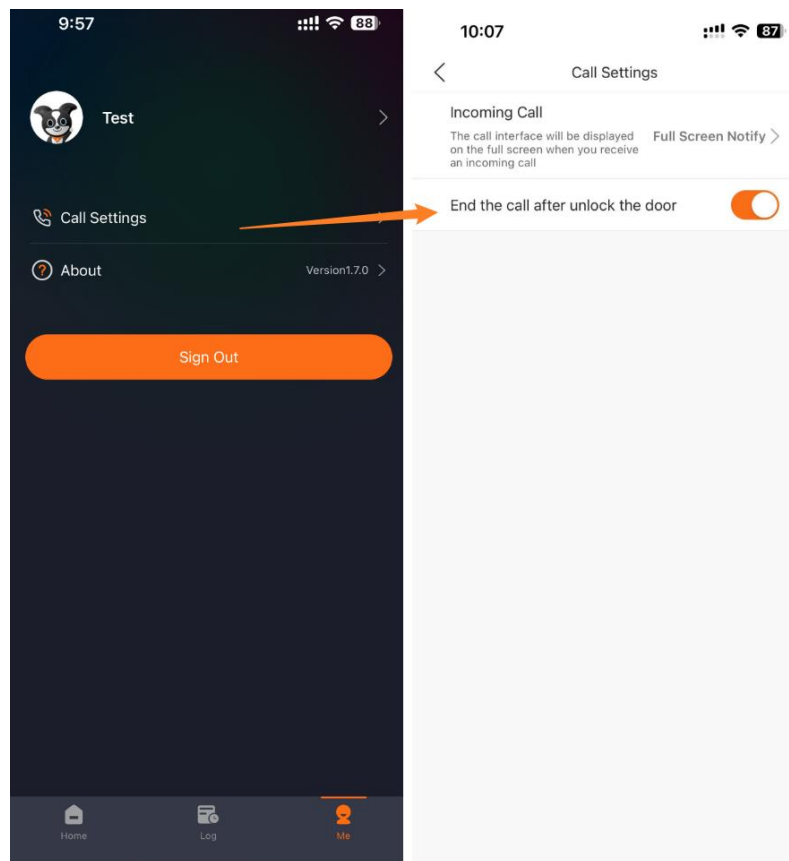 9:57
88
Test
Call Settings
About
Version1.7.0
Sign Out
Home
Log
Me
10:07
87
Call Settings
Incoming Call
The call interface will be displayed
on the full screen when you receive
an incoming call
Full Screen Notify
End the call after unlock the door